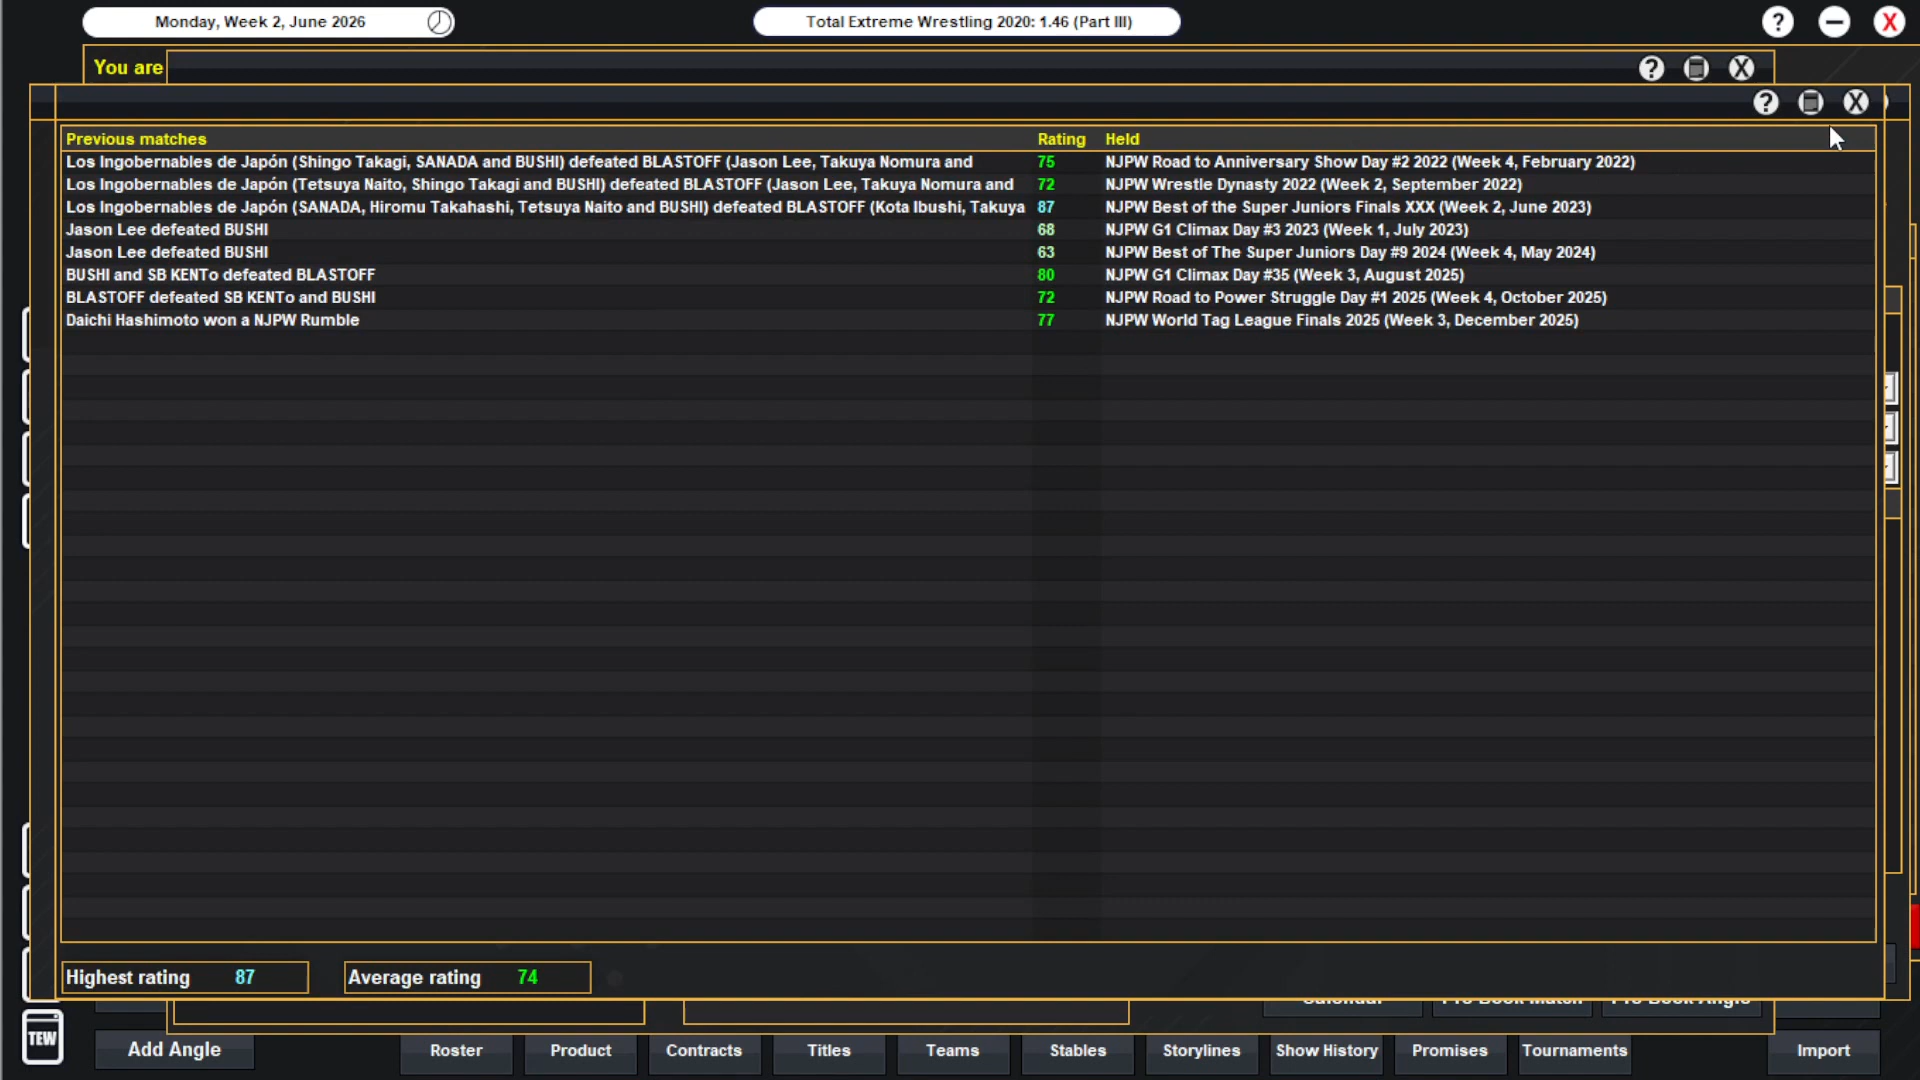 Monday, Week 2, June 2026
Total Extreme Wrestling 2020: 1.46 (Part III)
? X
You are
? X
? X
Previous matches Rating Held
Los Ingobernables de Japón (Shingo Takagi, SANADA and BUSHI) defeated BLASTOFF (Jason Lee, Takuya Nomura and 75 NJPW Road to Anniversary Show Day #2 2022 (Week 4, February 2022)
Los Ingobernables de Japón (Tetsuya Naito, Shingo Takagi and BUSHI) defeated BLASTOFF (Jason Lee, Takuya Nomura and 72 NJPW Wrestle Dynasty 2022 (Week 2, September 2022)
Los Ingobernables de Japón (SANADA, Hiromu Takahashi, Tetsuya Naito and BUSHI) defeated BLASTOFF (Kota Ibushi, Takuya 87 NJPW Best of the Super Juniors Finals XXX (Week 2, June 2023)
Jason Lee defeated BUSHI 68 NJPW G1 Climax Day #3 2023 (Week 1, July 2023)
Jason Lee defeated BUSHI 63 NJPW Best of The Super Juniors Day #9 2024 (Week 4, May 2024)
BUSHI and SB KENTo defeated BLASTOFF 80 NJPW G1 Climax Day #35 (Week 3, August 2025)
BLASTOFF defeated SB KENTo and BUSHI 72 NJPW Road to Power Struggle Day #1 2025 (Week 4, October 2025)
Daichi Hashimoto won a NJPW Rumble 77 NJPW World Tag League Finals 2025 (Week 3, December 2025)
Highest rating 87 Average rating 74
Calendar Pre Book Match Pre Book Angle
TEW Add Angle Roster Product Contracts Titles Teams Stables Storylines Show History Promises Tournaments Import